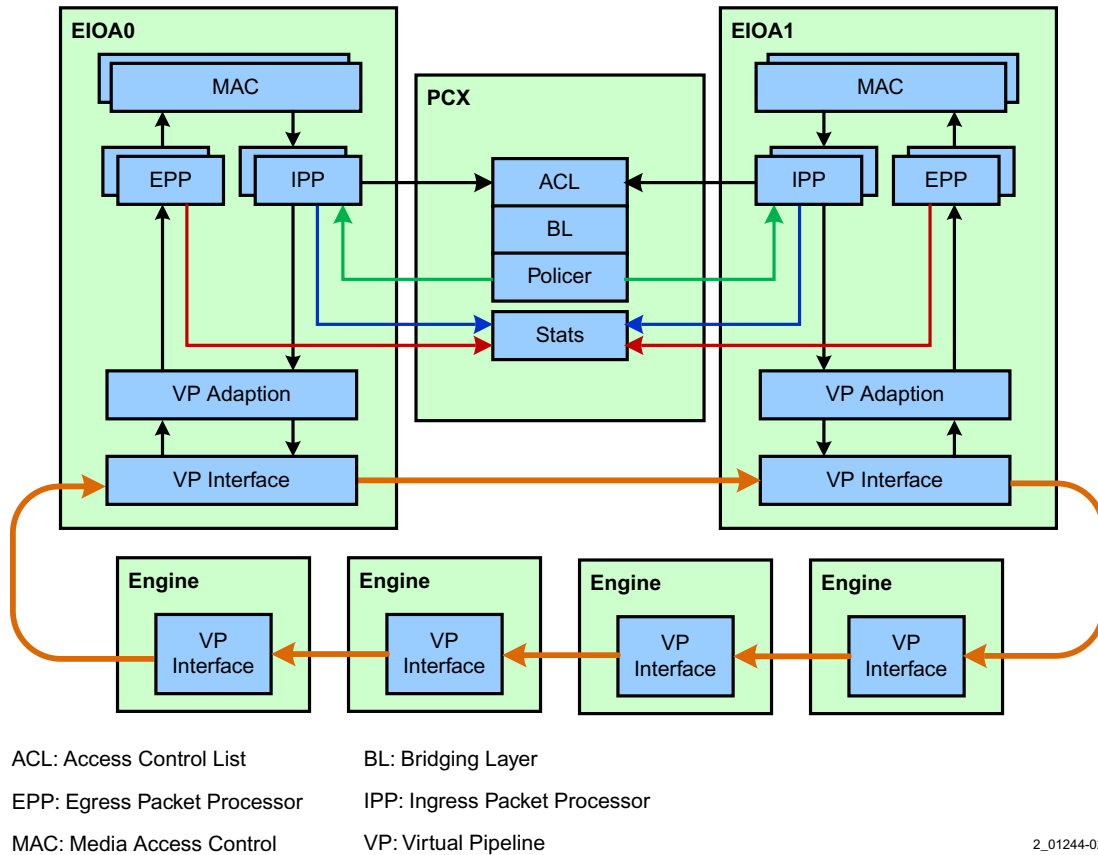 EIOA0
MAC
EPP
IPP
VP Adaption
VP Interface
PCX
ACL
BL
Policer
Stats
EIOA1
MAC
IPP
EPP
VP Adaption
VP Interface
Engine
VP
Interface
Engine
VP
Interface
Engine
VP
Interface
Engine
VP
Interface
ACL: Access Control List
BL: Bridging Layer
EPP: Egress Packet Processor
IPP: Ingress Packet Processor
MAC: Media Access Control
VP: Virtual Pipeline